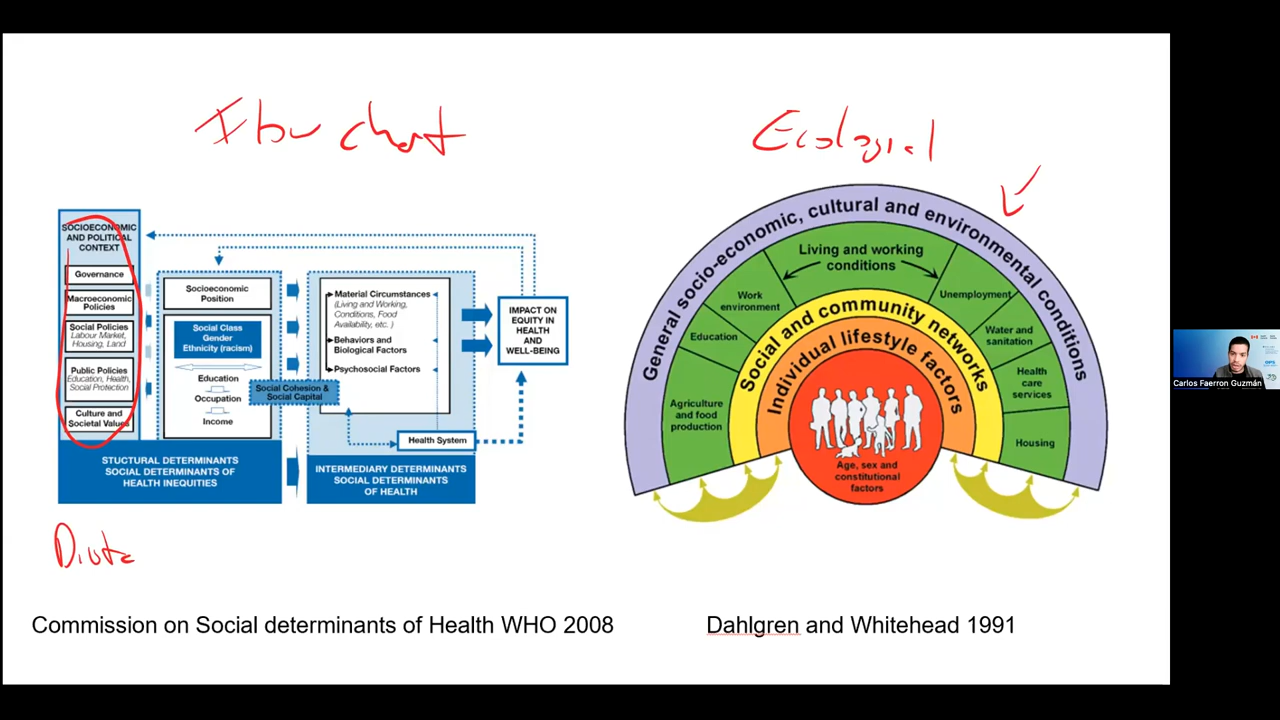 Flow chart
Ecological
SOCIOECONOMIC
AND POLITICAL
CONTEXT
Governance
Macroeconomic
Policies
Social Policies
Labour Market,
Housing, Land
Public Policies
Education, Health,
Social Protection
Culture and
Societal Values
Socioeconomic
Position
Social Class
Gender
Ethnicity (racism)
Education
Occupation
Income
Social Cohesion &
Social Capital
Material Circumstances
(Living and Working,
Conditions, Food
Availability, etc. )
Behaviors and
Biological Factors
Psychosocial Factors
Health System
IMPACT ON
EQUITY IN
HEALTH
AND
WELL-BEING
STUCTURAL DETERMINANTS
SOCIAL DETERMINANTS OF
HEALTH INEQUITIES
INTERMEDIARY DETERMINANTS
SOCIAL DETERMINANTS
OF HEALTH
General socio-economic, cultural and environmental conditions
Living and working
conditions
Work
environment
Unemployment
Education
Water and
sanitation
Agriculture
and food
production
Health
care
services
Housing
Social and community networks
Individual lifestyle factors
Age, sex and
constitutional
factors
Commission on Social determinants of Health WHO 2008
Dahlgren and Whitehead 1991
Carlos Faerron Guzmán